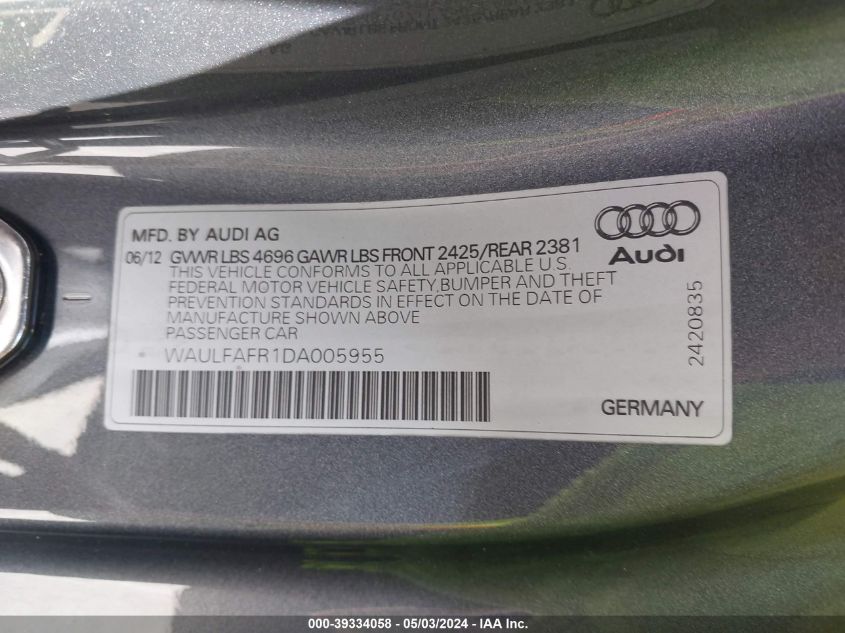 MFD. BY AUDI AG
06/12 GVWR LBS 4696 GAWR LBS FRONT 2425/REAR 2381
THIS VEHICLE CONFORMS TO ALL APPLICABLE U.S.
FEDERAL MOTOR VEHICLE SAFETY,BUMPER AND THEFT
PREVENTION STANDARDS IN EFFECT ON THE DATE OF
MANUFACTURE SHOWN ABOVE
PASSENGER CAR
WAULFAFR1DA005955
Audi
2420835
GERMANY
000-39334058 - 05/03/2024 - IAA Inc.